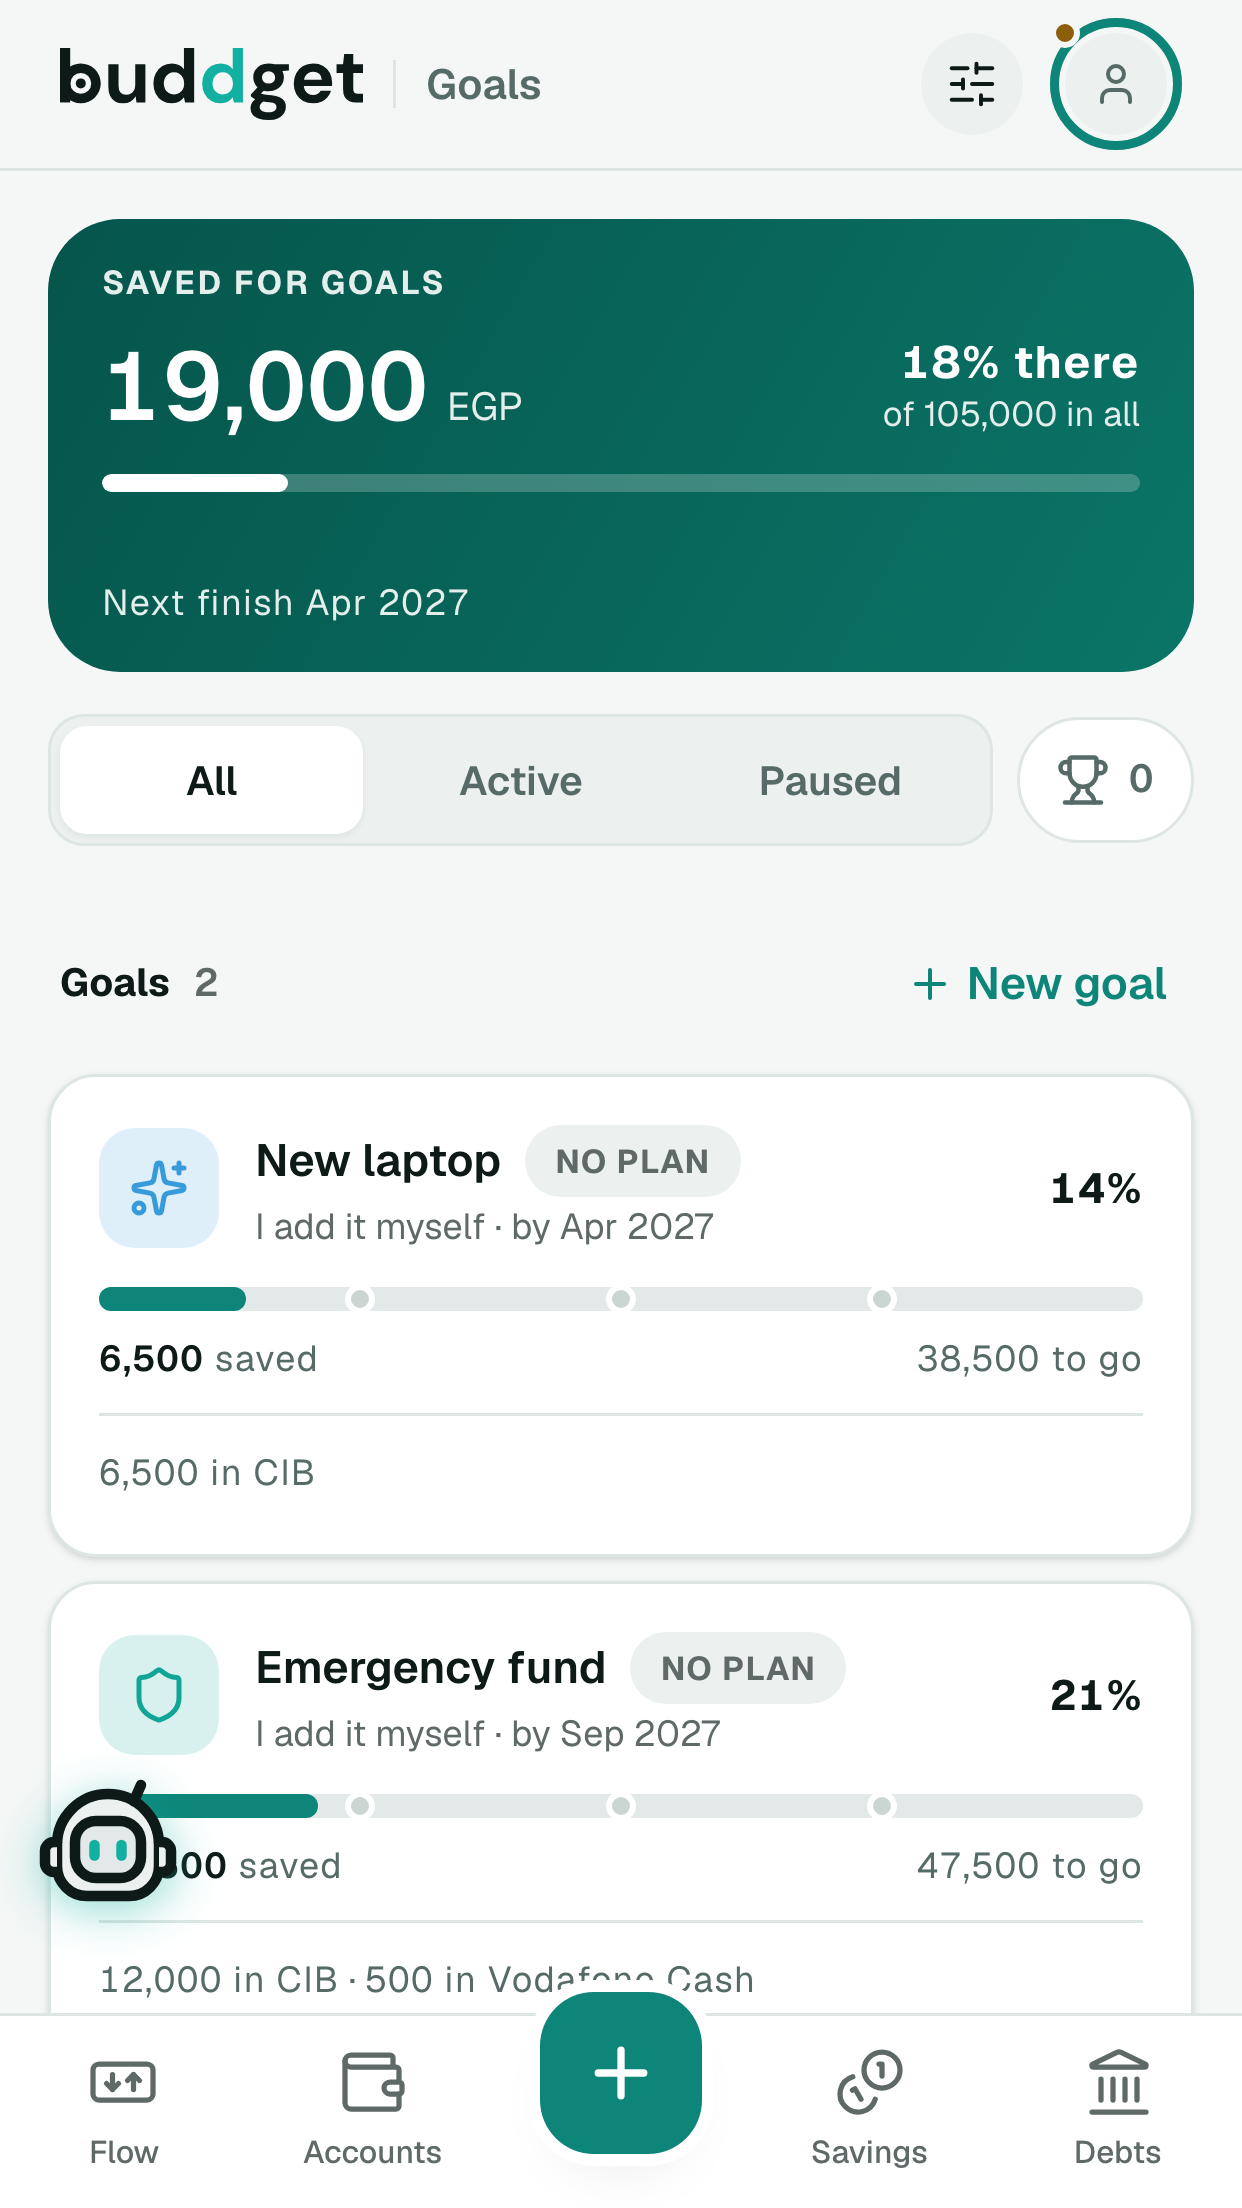 buddget
Goals
SAVED FOR GOALS
19,000 EGP
18% there
of 105,000 in all
Next finish Apr 2027
All
Active
Paused
0
Goals 2
+ New goal
New laptop
NO PLAN
I add it myself · by Apr 2027
14%
6,500 saved
38,500 to go
6,500 in CIB
Emergency fund
NO PLAN
I add it myself · by Sep 2027
21%
saved
47,500 to go
12,000 in CIB · 500 in Vodafone Cash
Flow
Accounts
Savings
Debts